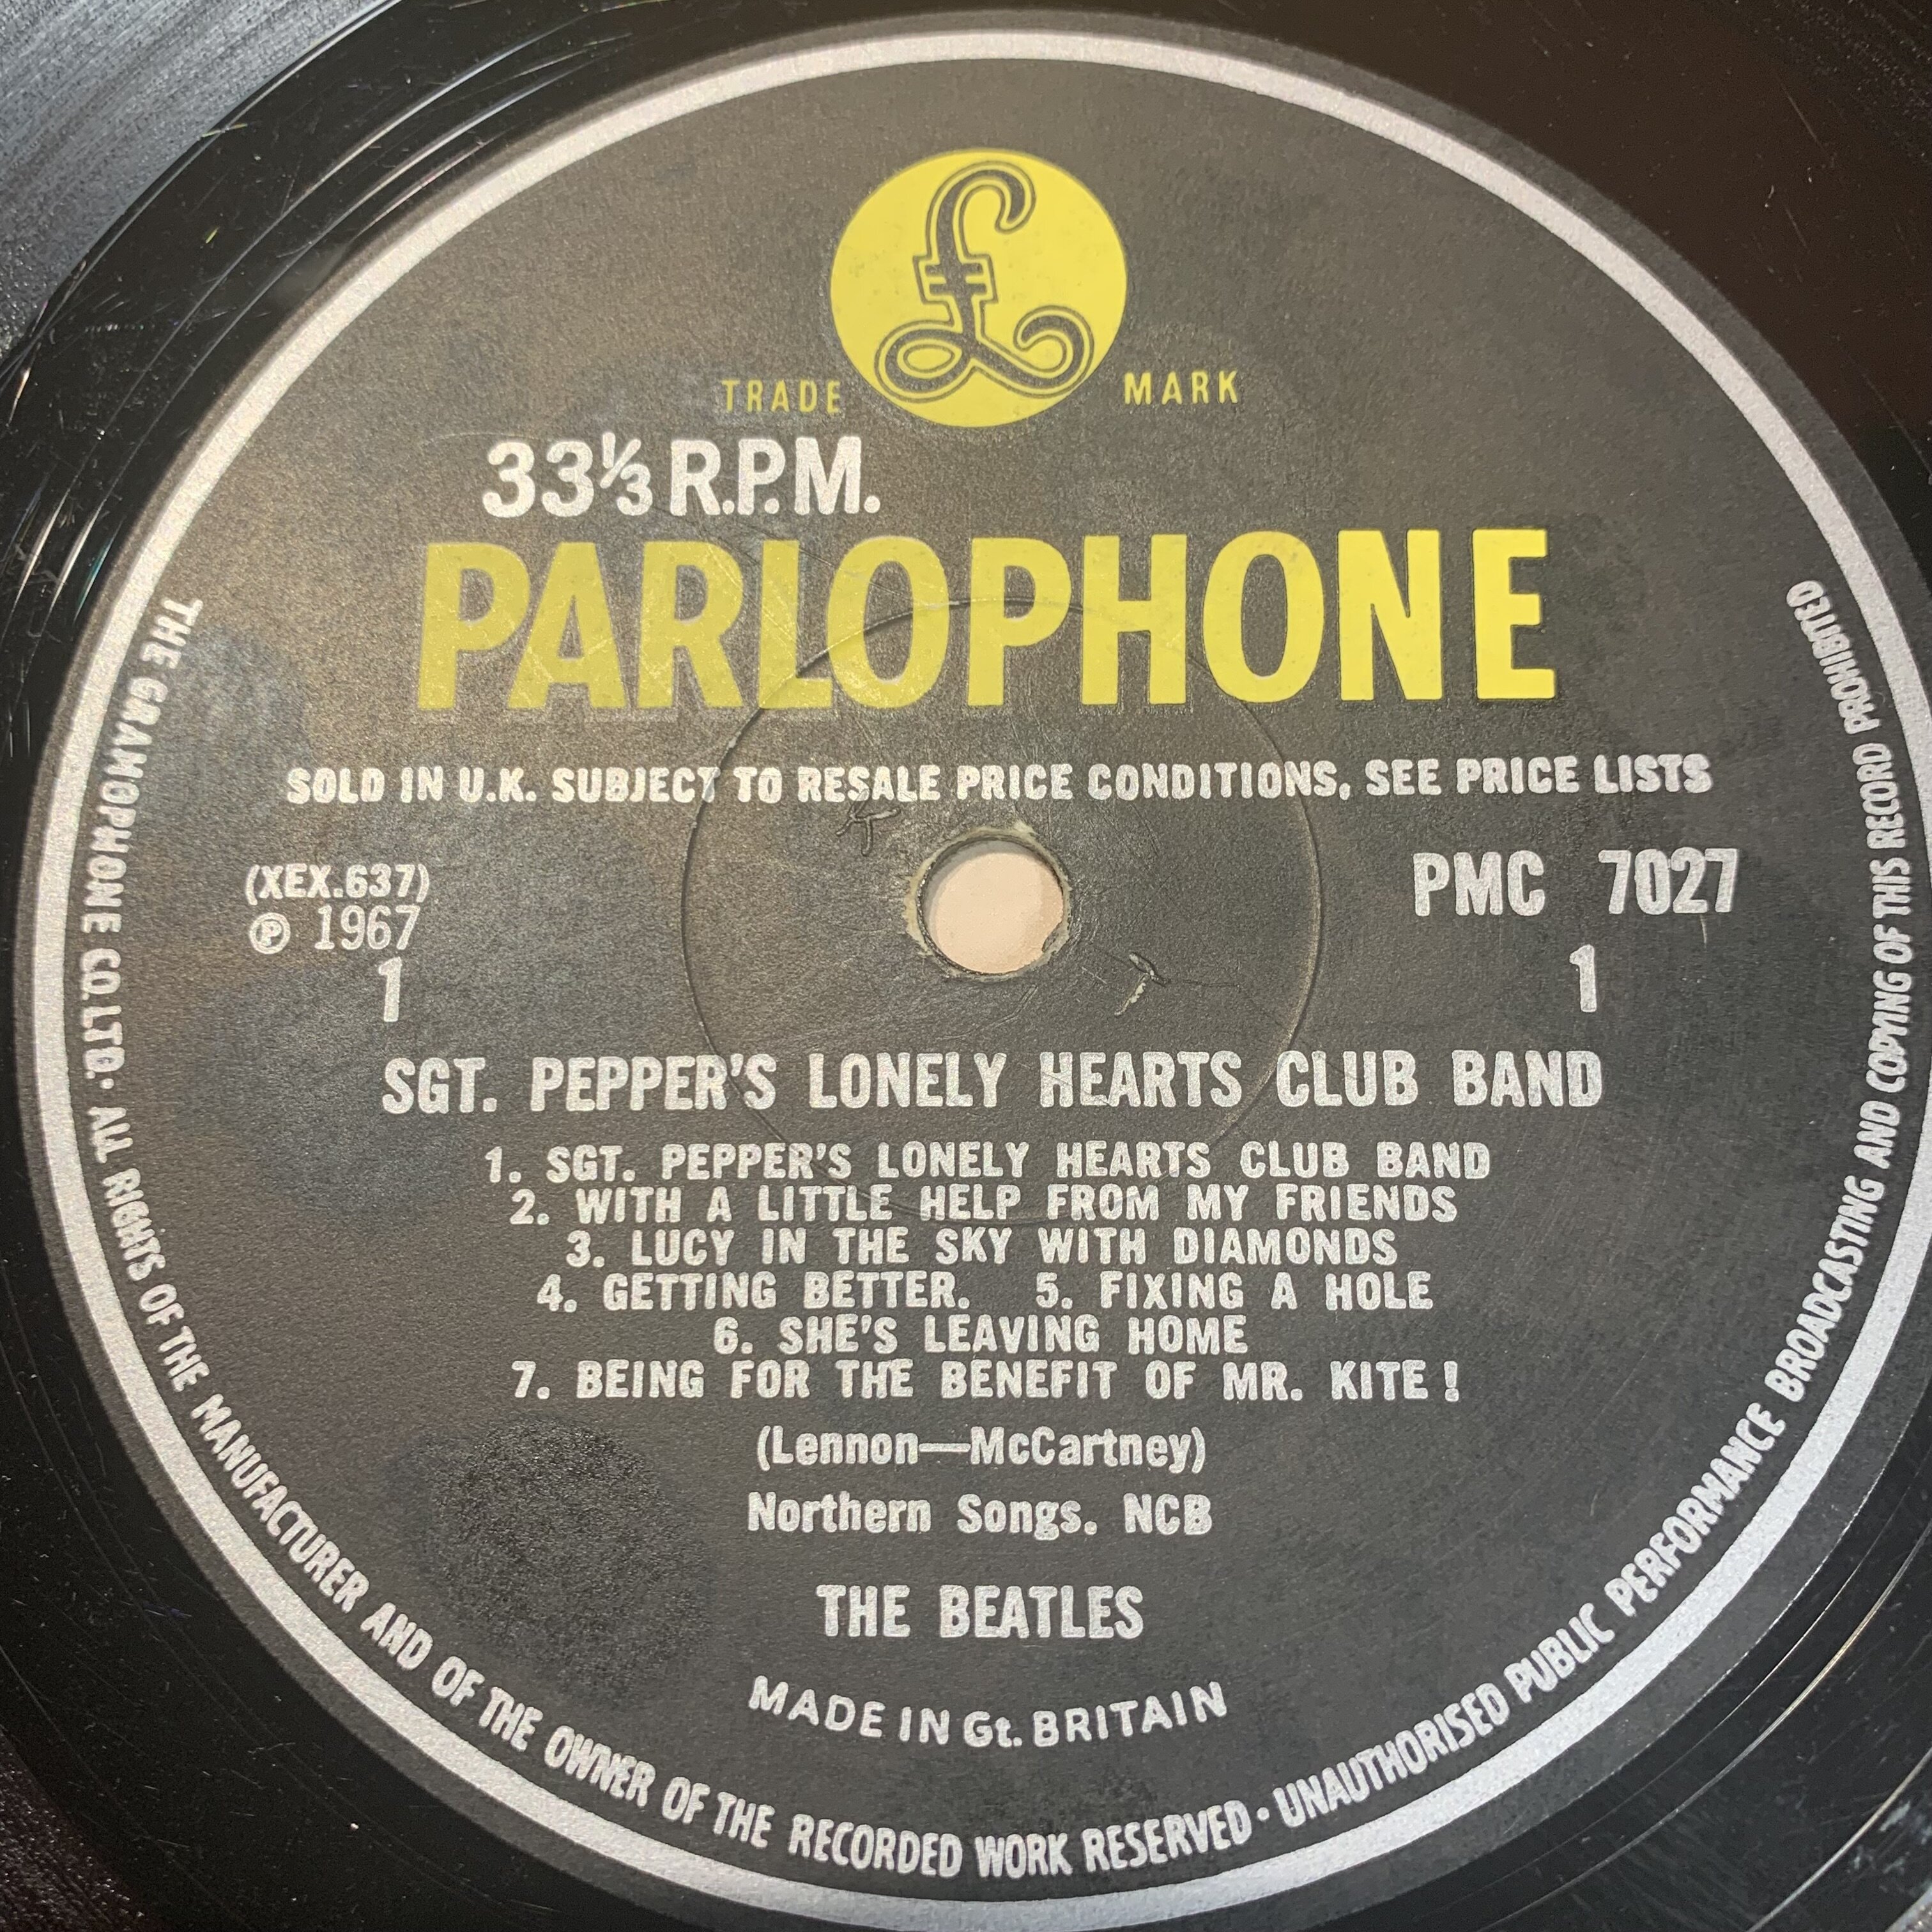 £
TRADE MARK
33⅓ R.P.M.
PARLOPHONE
SOLD IN U.K. SUBJECT TO RESALE PRICE CONDITIONS, SEE PRICE LISTS
(XEX.637)
℗ 1967
1
PMC 7027
1
SGT. PEPPER'S LONELY HEARTS CLUB BAND
1. SGT. PEPPER'S LONELY HEARTS CLUB BAND
2. WITH A LITTLE HELP FROM MY FRIENDS
3. LUCY IN THE SKY WITH DIAMONDS
4. GETTING BETTER. 5. FIXING A HOLE
6. SHE'S LEAVING HOME
7. BEING FOR THE BENEFIT OF MR. KITE !
(Lennon—McCartney)
Northern Songs. NCB
THE BEATLES
MADE IN Gt. BRITAIN
THE GRAMOPHONE CO. LTD. · ALL RIGHTS OF THE MANUFACTURER AND OF THE OWNER OF THE RECORDED WORK RESERVED · UNAUTHORISED PUBLIC PERFORMANCE BROADCASTING AND COPYING OF THIS RECORD PROHIBITED